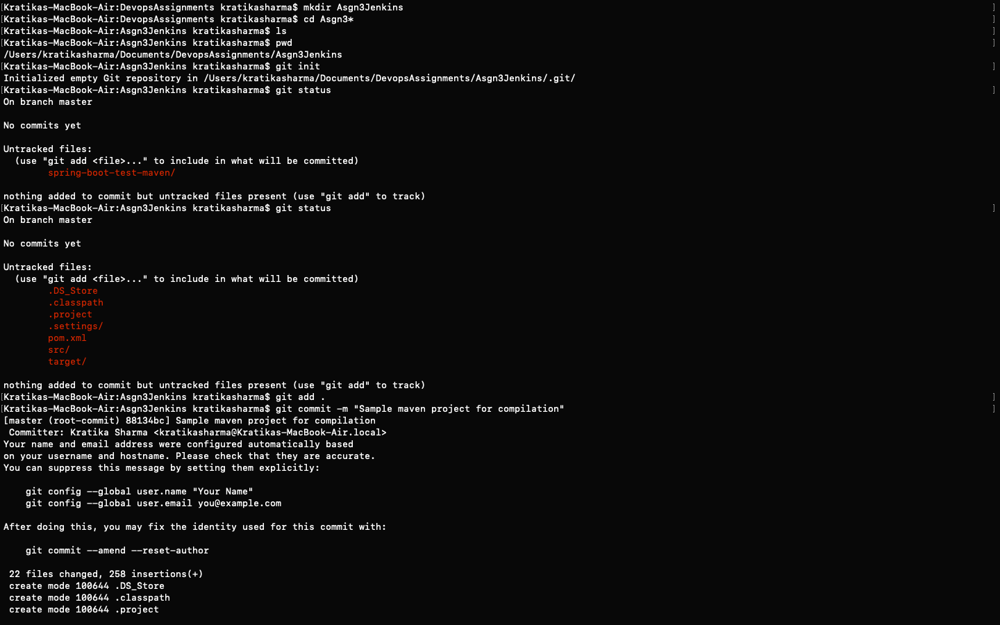 [Kratikas-MacBook-Air:DevopsAssignments kratikasharma$ mkdir Asgn3Jenkins ]
[Kratikas-MacBook-Air:DevopsAssignments kratikasharma$ cd Asgn3* ]
[Kratikas-MacBook-Air:Asgn3Jenkins kratikasharma$ ls ]
[Kratikas-MacBook-Air:Asgn3Jenkins kratikasharma$ pwd ]
/Users/kratikasharma/Documents/DevopsAssignments/Asgn3Jenkins
[Kratikas-MacBook-Air:Asgn3Jenkins kratikasharma$ git init ]
Initialized empty Git repository in /Users/kratikasharma/Documents/DevopsAssignments/Asgn3Jenkins/.git/
[Kratikas-MacBook-Air:Asgn3Jenkins kratikasharma$ git status ]
On branch master
No commits yet
Untracked files:
(use "git add <file>..." to include in what will be committed)
spring-boot-test-maven/
nothing added to commit but untracked files present (use "git add" to track)
[Kratikas-MacBook-Air:Asgn3Jenkins kratikasharma$ git status ]
On branch master
No commits yet
Untracked files:
(use "git add <file>..." to include in what will be committed)
.DS_Store
.classpath
.project
.settings/
pom.xml
src/
target/
nothing added to commit but untracked files present (use "git add" to track)
[Kratikas-MacBook-Air:Asgn3Jenkins kratikasharma$ git add . ]
[Kratikas-MacBook-Air:Asgn3Jenkins kratikasharma$ git commit -m "Sample maven project for compilation" ]
[master (root-commit) 88134bc] Sample maven project for compilation
Committer: Kratika Sharma <kratikasharma@Kratikas-MacBook-Air.local>
Your name and email address were configured automatically based
on your username and hostname. Please check that they are accurate.
You can suppress this message by setting them explicitly:
git config --global user.name "Your Name"
git config --global user.email you@example.com
After doing this, you may fix the identity used for this commit with:
git commit --amend --reset-author
22 files changed, 258 insertions(+)
create mode 100644 .DS_Store
create mode 100644 .classpath
create mode 100644 .project